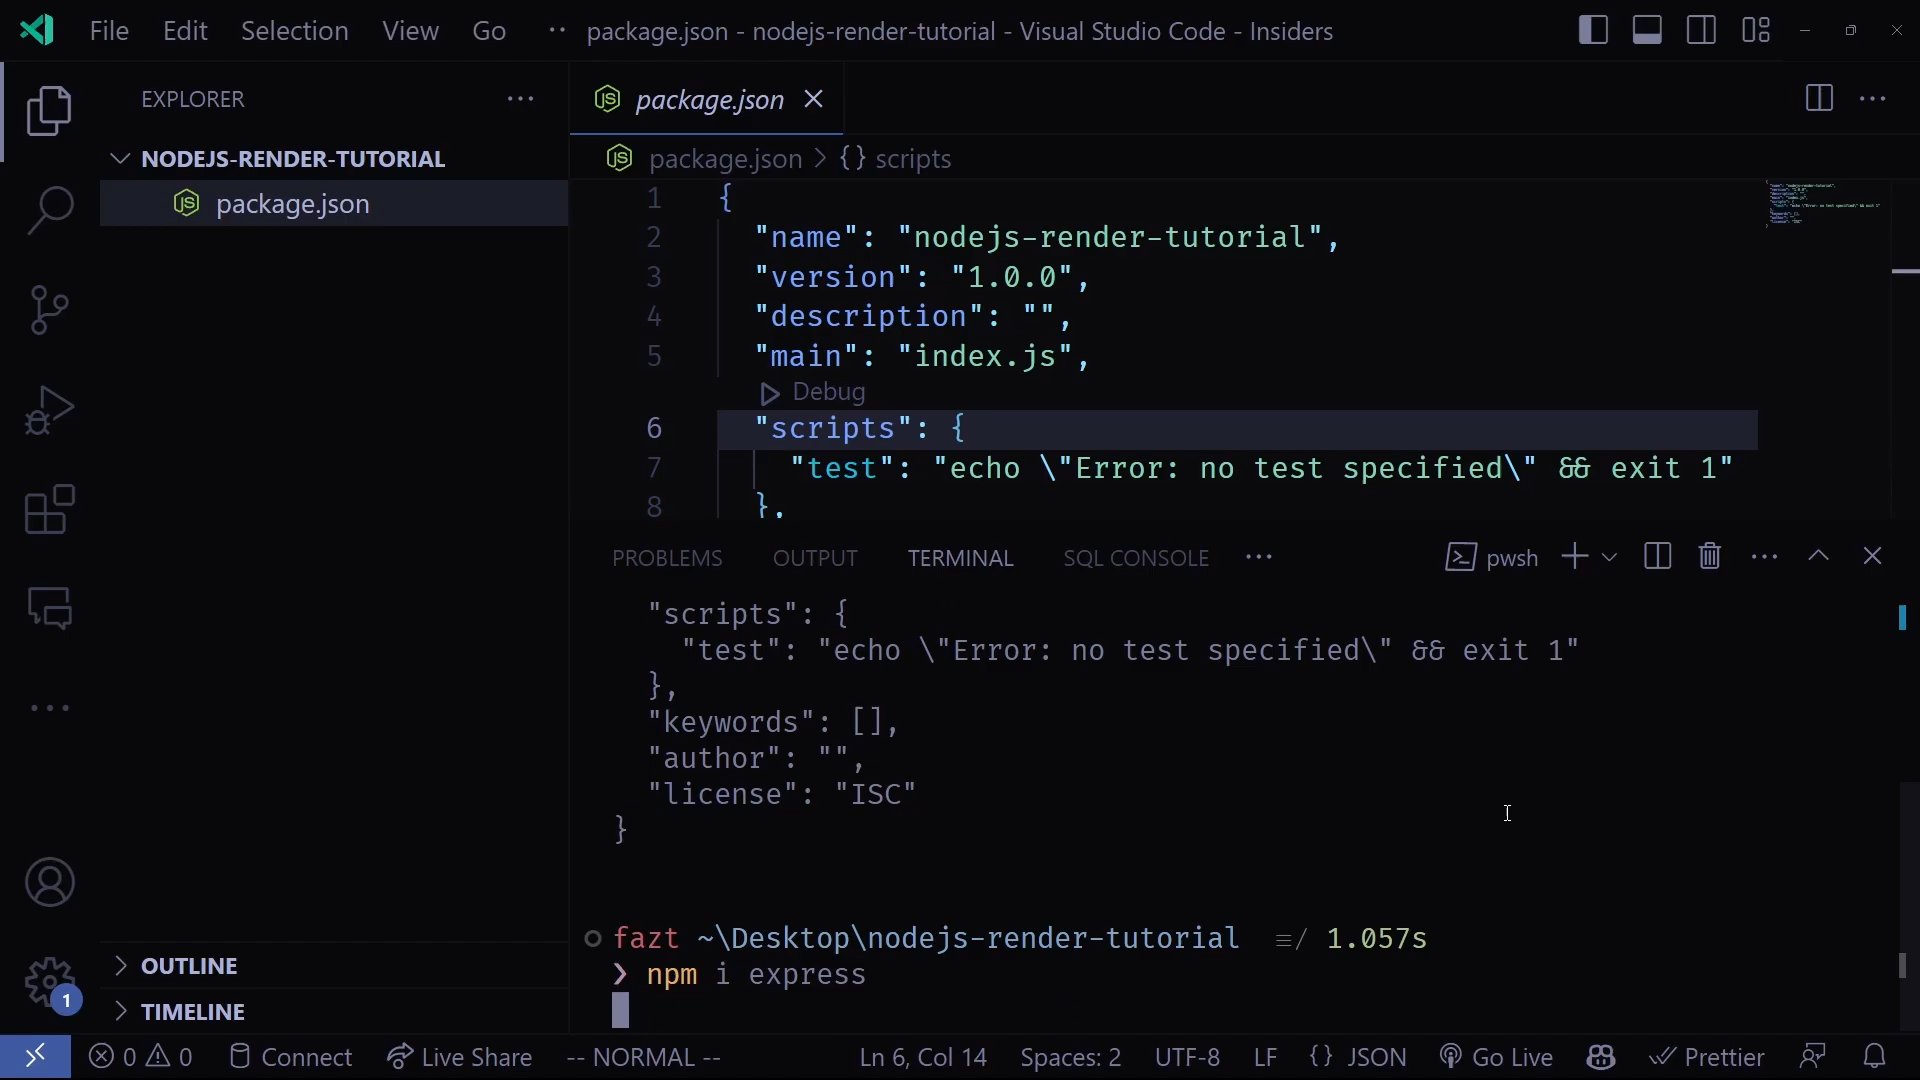 File Edit Selection View Go ·· package.json - nodejs-render-tutorial - Visual Studio Code - Insiders
EXPLORER ···
package.json
NODEJS-RENDER-TUTORIAL
package.json > {} scripts
package.json
1 {
2 "name": "nodejs-render-tutorial",
3 "version": "1.0.0",
4 "description": "",
5 "main": "index.js",
Debug
6 "scripts": {
7 "test": "echo \"Error: no test specified\" && exit 1"
8 },
PROBLEMS OUTPUT TERMINAL SQL CONSOLE ··· pwsh
"scripts": {
"test": "echo \"Error: no test specified\" && exit 1"
},
"keywords": [],
"author": "",
"license": "ISC"
}
fazt ~\Desktop\nodejs-render-tutorial ≡/ 1.057s
❯ npm i express
OUTLINE
1
TIMELINE
0 0 Connect Live Share -- NORMAL -- Ln 6, Col 14 Spaces: 2 UTF-8 LF {} JSON Go Live Prettier